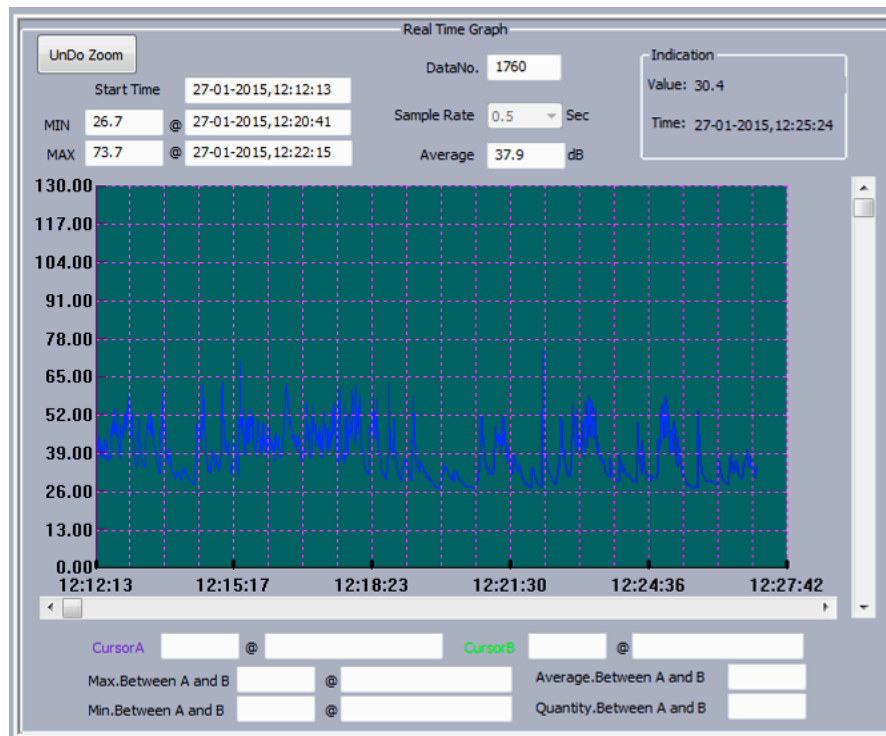 Real Time Graph
UnDo Zoom
DataNo. 1760
Indication
Value: 30.4
Start Time 27-01-2015,12:12:13
Sample Rate 0.5 Sec
Time: 27-01-2015,12:25:24
MIN 26.7 @ 27-01-2015,12:20:41
MAX 73.7 @ 27-01-2015,12:22:15
Average 37.9 dB
130.00
117.00
104.00
91.00
78.00
65.00
52.00
39.00
26.00
13.00
0.00
12:12:13 12:15:17 12:18:23 12:21:30 12:24:36 12:27:42
CursorA @ CursorB @
Max.Between A and B @ Average.Between A and B
Min.Between A and B @ Quantity.Between A and B